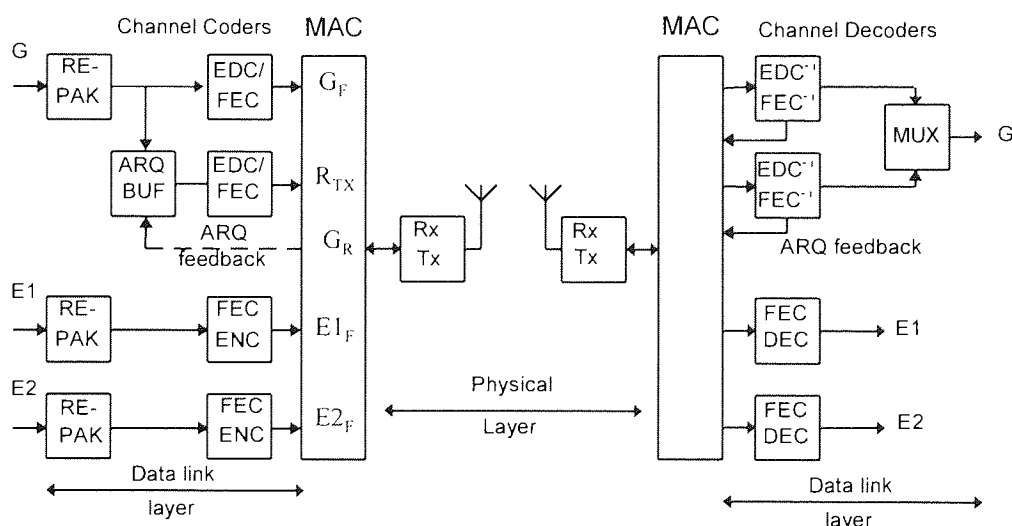 Channel Coders
MAC
MAC
Channel Decoders
G
RE-
PAK
EDC/
FEC
G_F
EDC⁻¹
FEC⁻¹
MUX
G
ARQ
BUF
EDC/
FEC
R_TX
EDC⁻¹
FEC⁻¹
ARQ
feedback
G_R
Rx
Tx
Rx
Tx
ARQ feedback
E1
RE-
PAK
FEC
ENC
E1_F
FEC
DEC
E1
E2
RE-
PAK
FEC
ENC
E2_F
Physical
Layer
FEC
DEC
E2
Data link
layer
Data link
layer